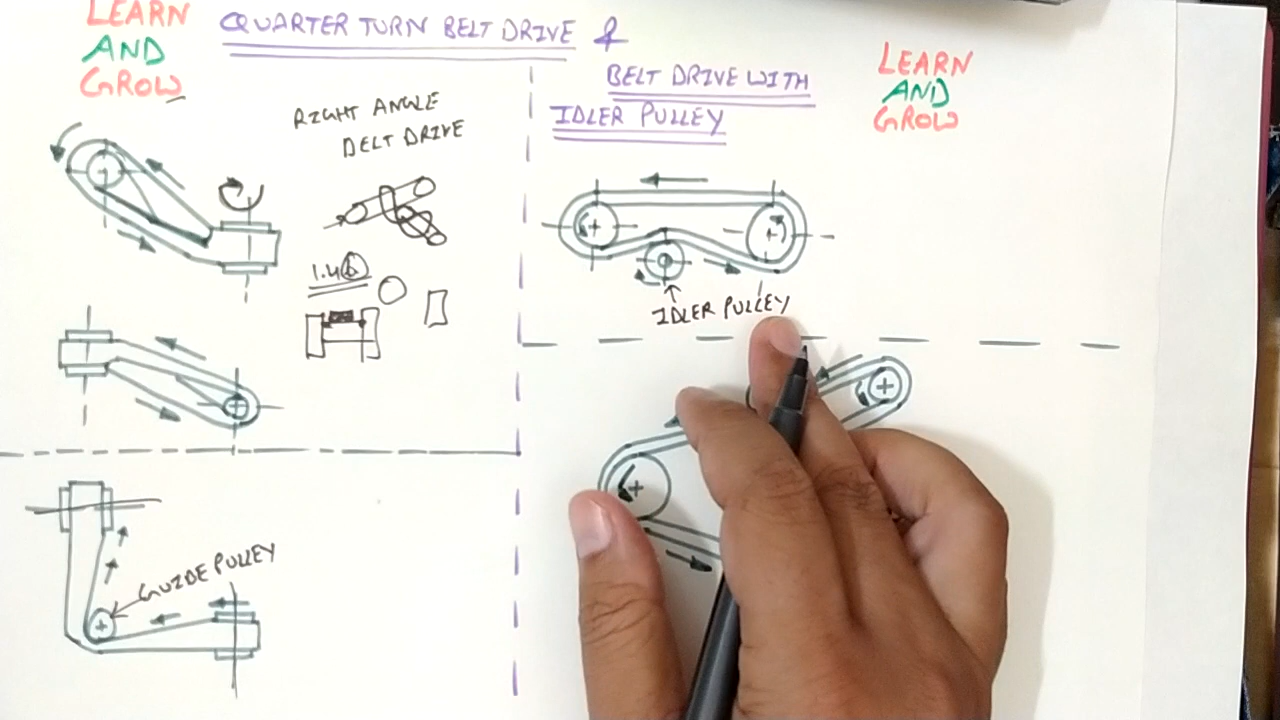 LEARN
AND
GROW
QUARTER TURN BELT DRIVE &
BELT DRIVE WITH
IDLER PULLEY
LEARN
AND
GROW
RIGHT ANGLE
DELT DRIVE
IDLER PULLEY
GUIDE PULLEY